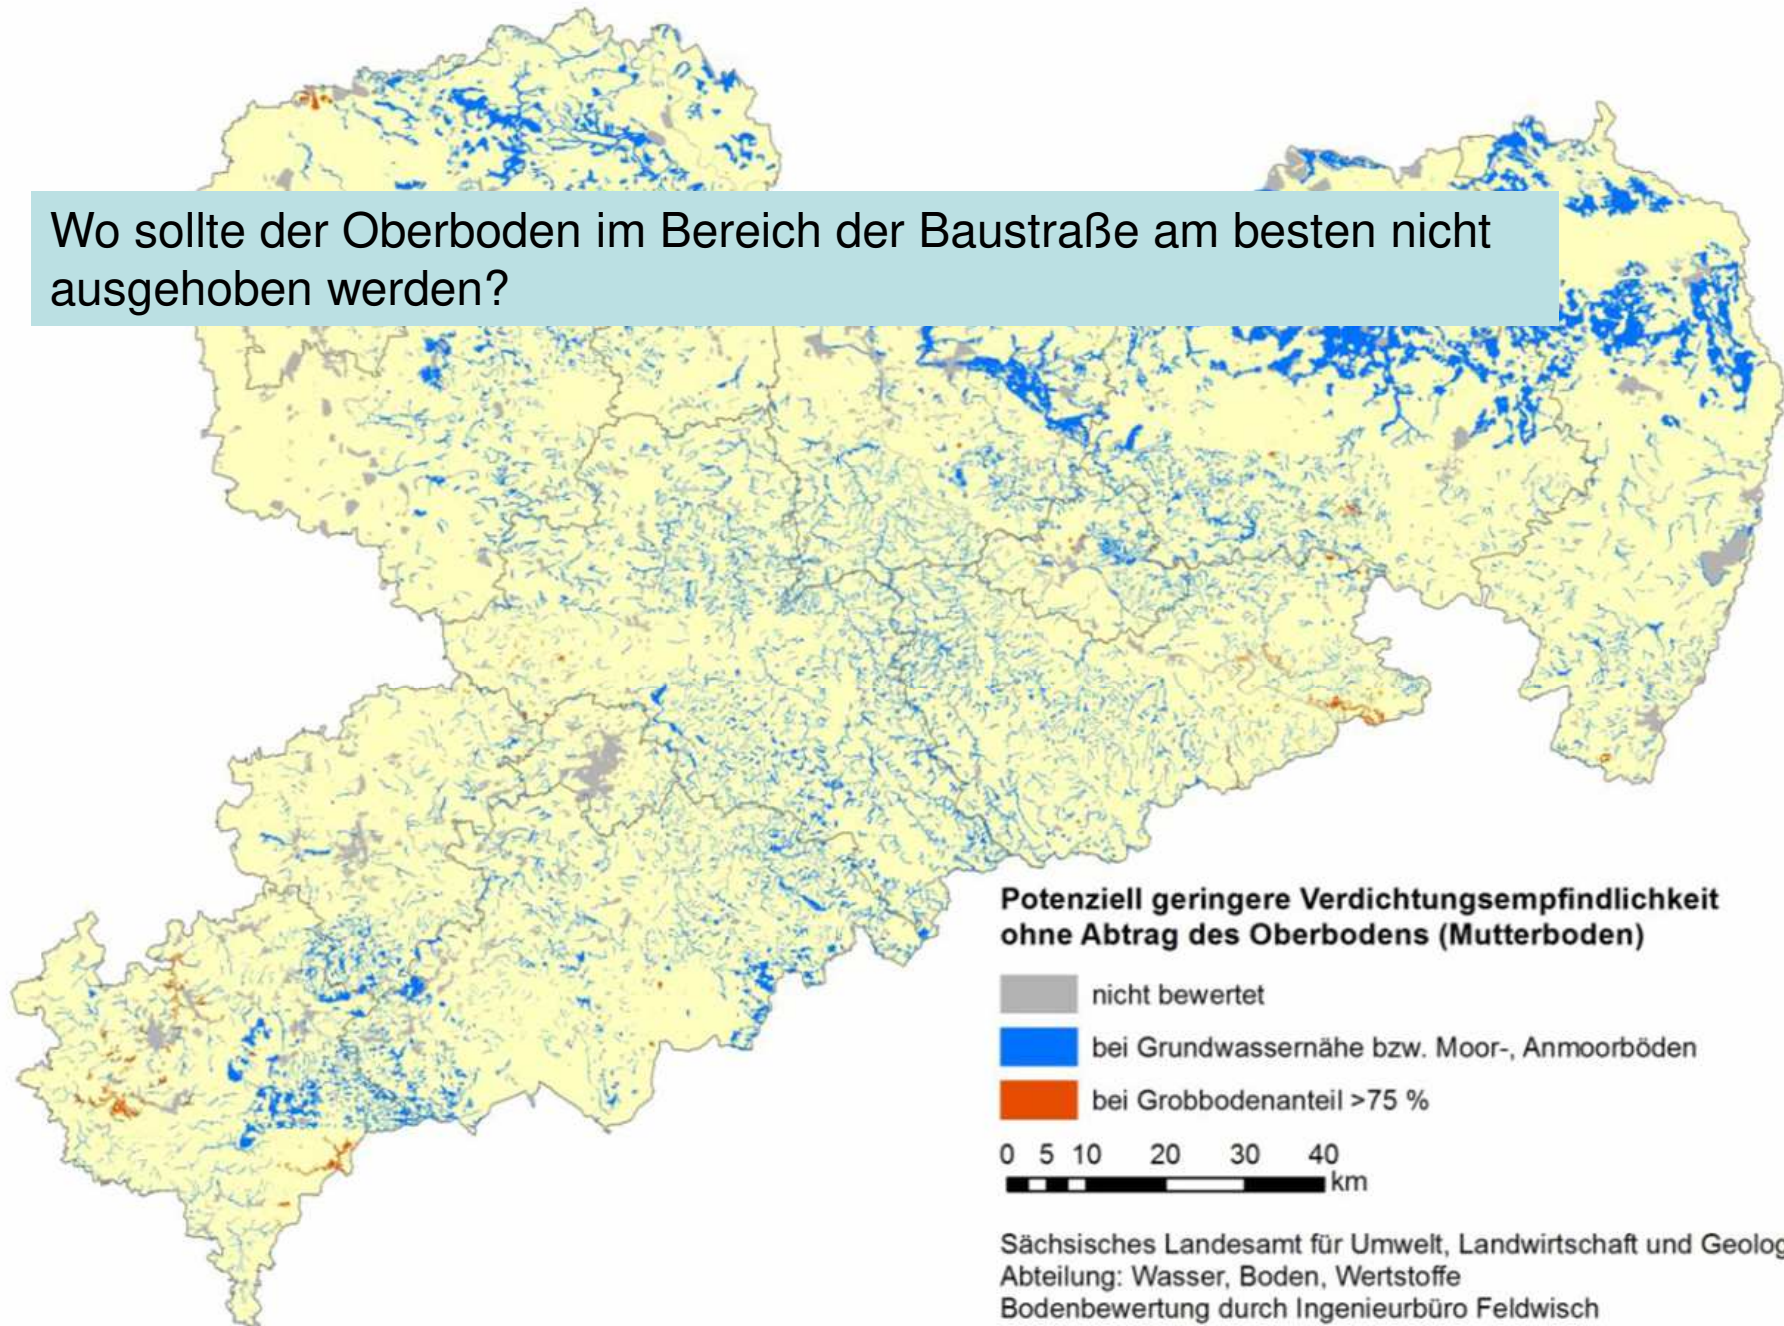 Wo sollte der Oberboden im Bereich der Baustraße am besten nicht
ausgehoben werden?
Potenziell geringere Verdichtungsempfindlichkeit
ohne Abtrag des Oberbodens (Mutterboden)
nicht bewertet
bei Grundwassernähe bzw. Moor-, Anmoorböden
bei Grobbodenanteil >75 %
0 5 10 20 30 40
km
Sächsisches Landesamt für Umwelt, Landwirtschaft und Geolog
Abteilung: Wasser, Boden, Wertstoffe
Bodenbewertung durch Ingenieurbüro Feldwisch